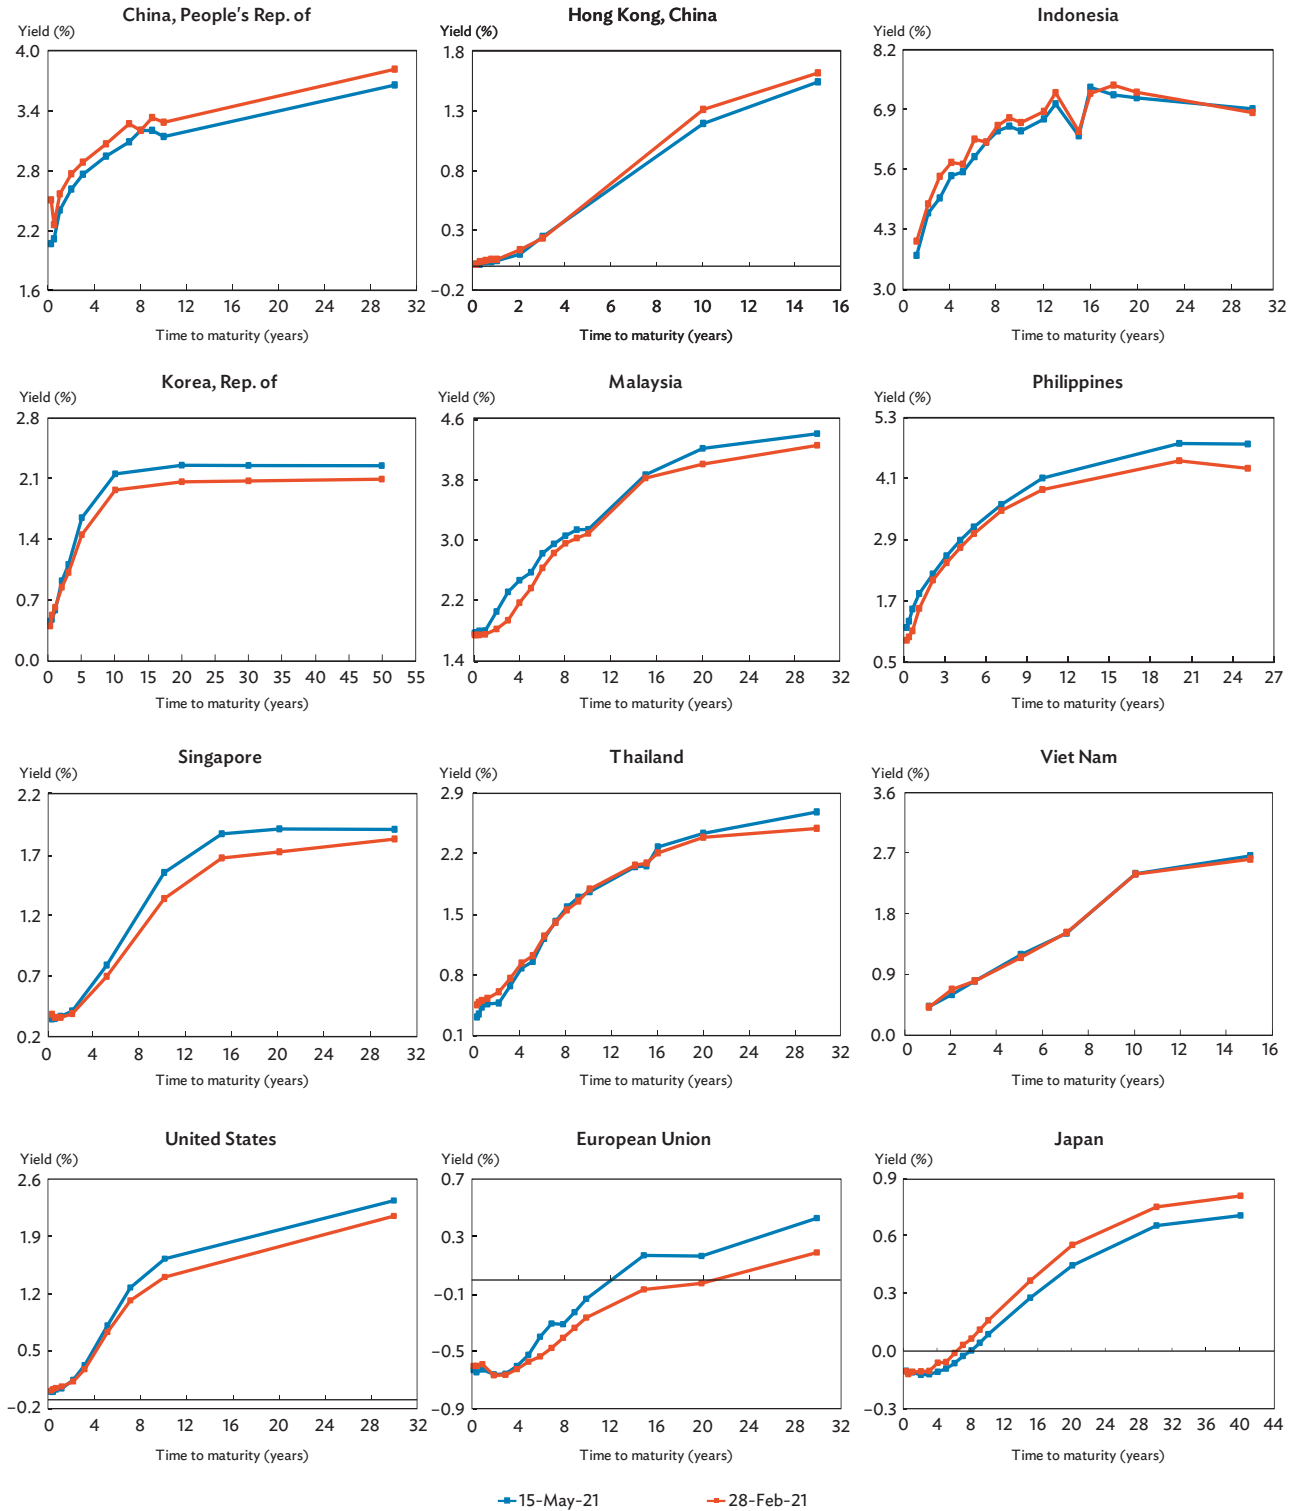 China, People's Rep. of
Yield (%)
4.0
3.4
2.8
2.2
1.6
0 4 8 12 16 20 24 28 32
Time to maturity (years)
Hong Kong, China
Yield (%)
1.8
1.3
0.8
0.3
–0.2
0 2 4 6 8 10 12 14 16
Time to maturity (years)
Indonesia
Yield (%)
8.2
6.9
5.6
4.3
3.0
0 4 8 12 16 20 24 28 32
Time to maturity (years)
Korea, Rep. of
Yield (%)
2.8
2.1
1.4
0.7
0.0
0 5 10 15 20 25 30 35 40 45 50 55
Time to maturity (years)
Malaysia
Yield (%)
4.6
3.8
3.0
2.2
1.4
0 4 8 12 16 20 24 28 32
Time to maturity (years)
Philippines
Yield (%)
5.3
4.1
2.9
1.7
0.5
0 3 6 9 12 15 18 21 24 27
Time to maturity (years)
Singapore
Yield (%)
2.2
1.7
1.2
0.7
0.2
0 4 8 12 16 20 24 28 32
Time to maturity (years)
Thailand
Yield (%)
2.9
2.2
1.5
0.8
0.1
0 4 8 12 16 20 24 28 32
Time to maturity (years)
Viet Nam
Yield (%)
3.6
2.7
1.8
0.9
0.0
0 2 4 6 8 10 12 14 16
Time to maturity (years)
United States
Yield (%)
2.6
1.9
1.2
0.5
–0.2
0 4 8 12 16 20 24 28 32
Time to maturity (years)
European Union
Yield (%)
0.7
0.3
–0.1
–0.5
–0.9
0 4 8 12 16 20 24 28 32
Time to maturity (years)
Japan
Yield (%)
0.9
0.6
0.3
0.0
–0.3
0 4 8 12 16 20 24 28 32 36 40 44
Time to maturity (years)
15-May-21 28-Feb-21